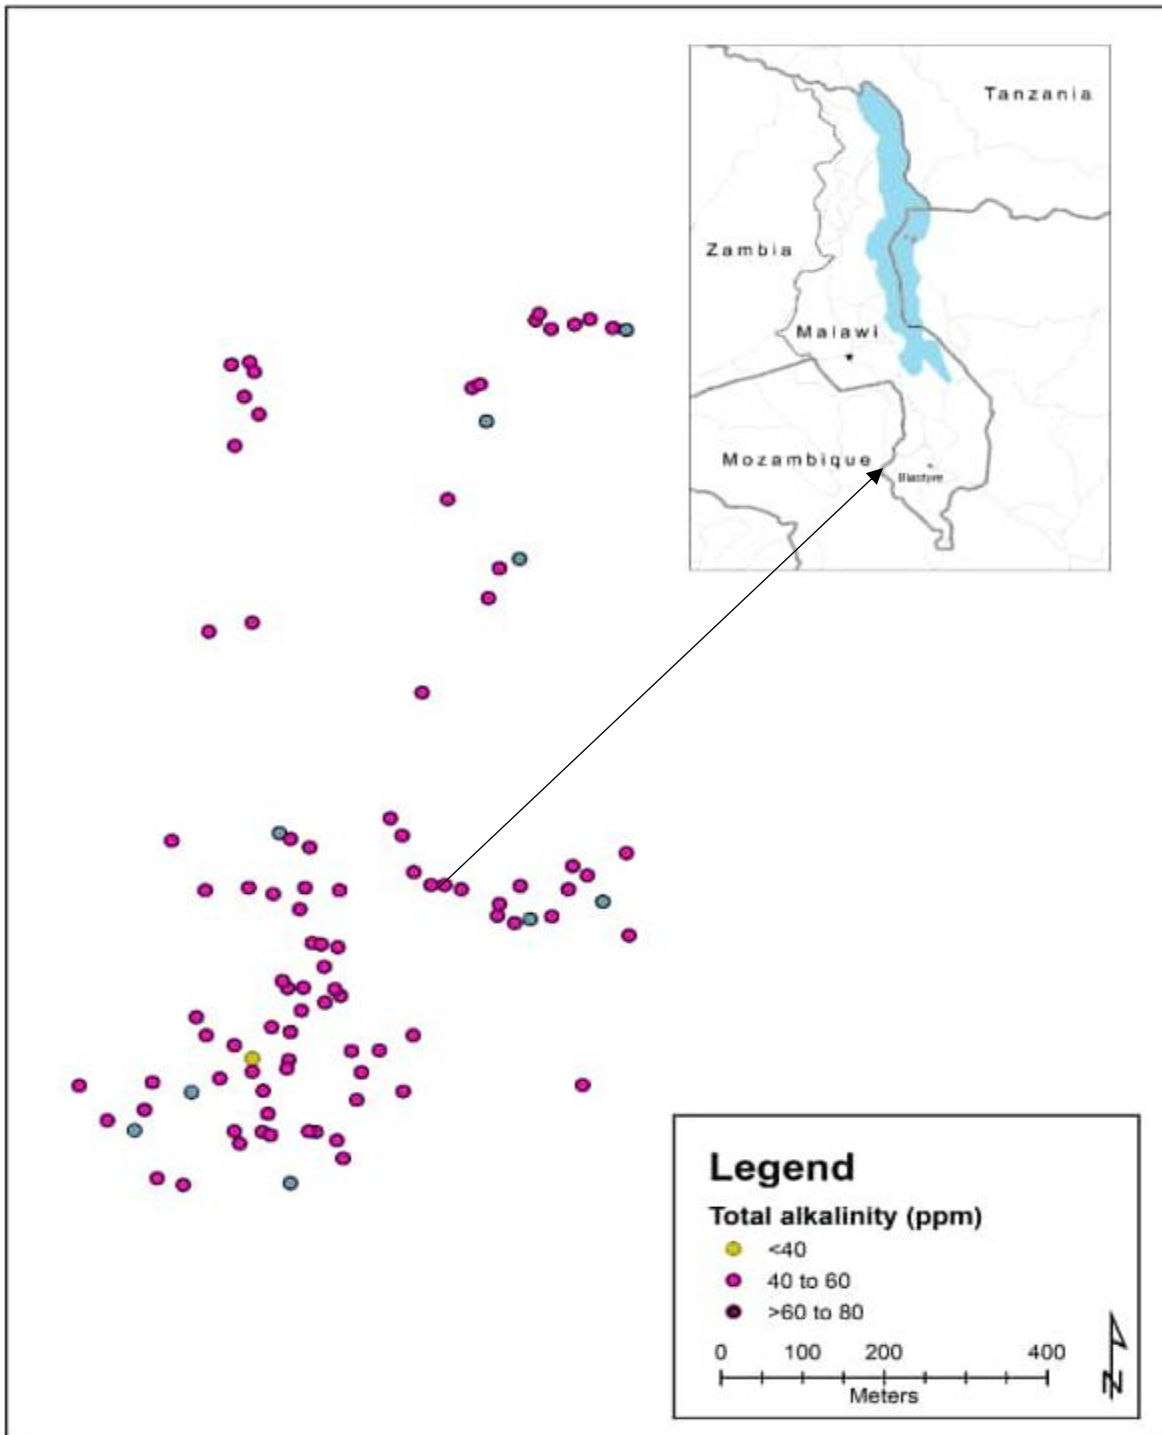 Tanzania
Zambia
Malawi
Mozambique
Blantyre
Legend
Total alkalinity (ppm)
<40
40 to 60
>60 to 80
0 100 200 400
Meters
N